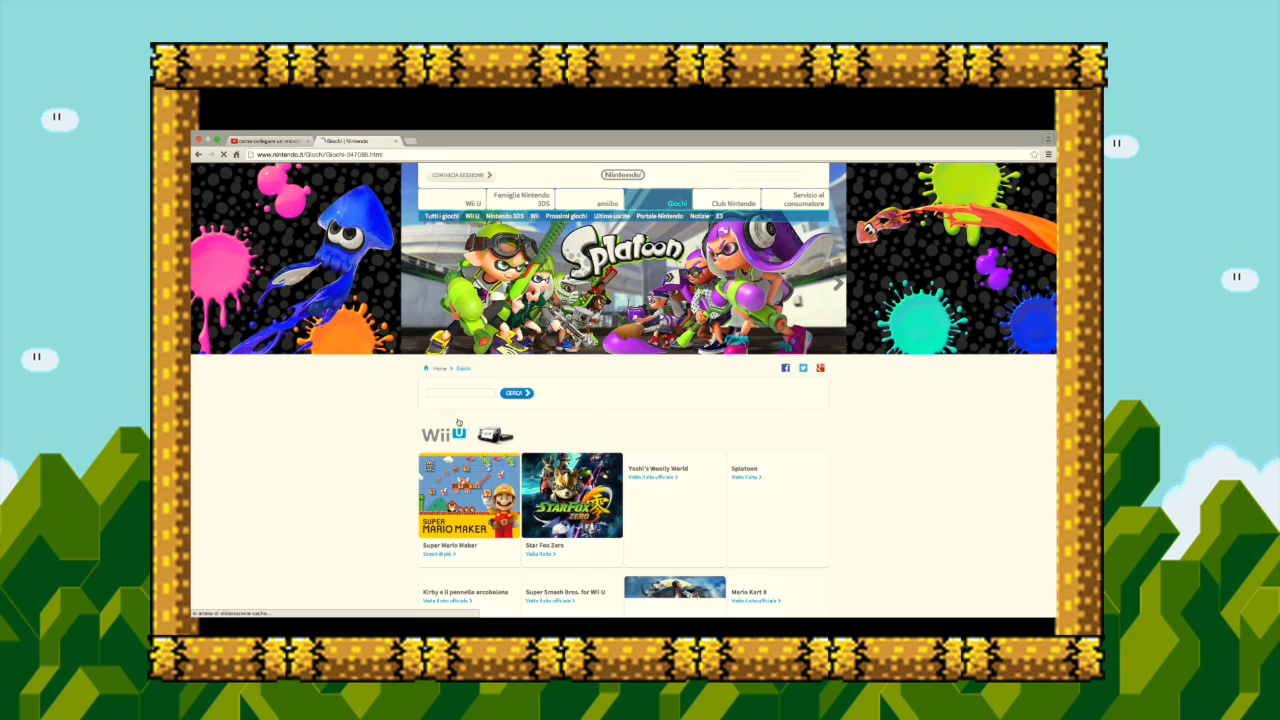 come collegare un microf
Giochi | Nintendo
www.nintendo.it/Giochi/Giochi-347085.html
COMINCIA SESSIONE
Nintendo
Wii U
Famiglia Nintendo
3DS
amiibo
Giochi
Club Nintendo
Servizio al
consumatore
Tutti i giochi Wii U Nintendo 3DS Wii Prossimi giochi Ultime uscite Portale Nintendo Notizie E3
Splatoon
Home > Giochi
CERCA
Wii U
SUPER
MARIO MAKER
STARFOX
ZERO
Yoshi's Woolly World
Visita il sito ufficiale >
Splatoon
Visita il sito >
Super Mario Maker
Scopri di più >
Star Fox Zero
Visita il sito >
Kirby e il pennello arcobaleno
Visita il sito ufficiale >
Super Smash Bros. for Wii U
Visita il sito ufficiale >
Mario Kart 8
Visita il sito ufficiale >
In attesa di elaborazione cache...